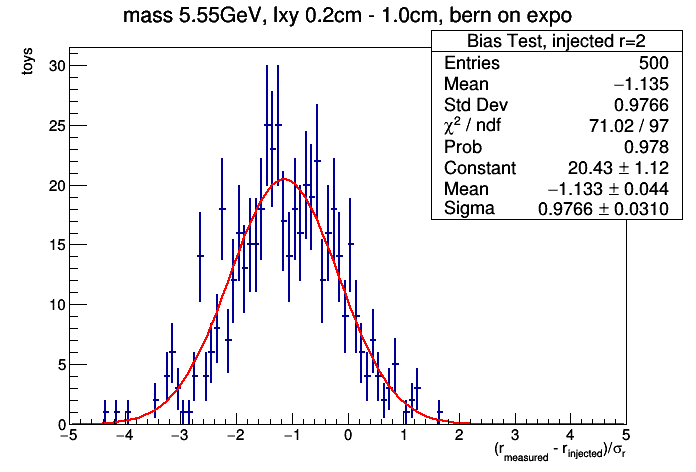 mass 5.55GeV, lxy 0.2cm - 1.0cm, bern on expo
Bias Test, injected r=2
Entries 500
Mean −1.135
Std Dev 0.9766
χ² / ndf 71.02 / 97
Prob 0.978
Constant 20.43 ± 1.12
Mean −1.133 ± 0.044
Sigma 0.9766 ± 0.0310
toys
30
25
20
15
10
5
0
−5 −4 −3 −2 −1 0 1 2 3 4 5
(r_measured - r_injected)/σ_r